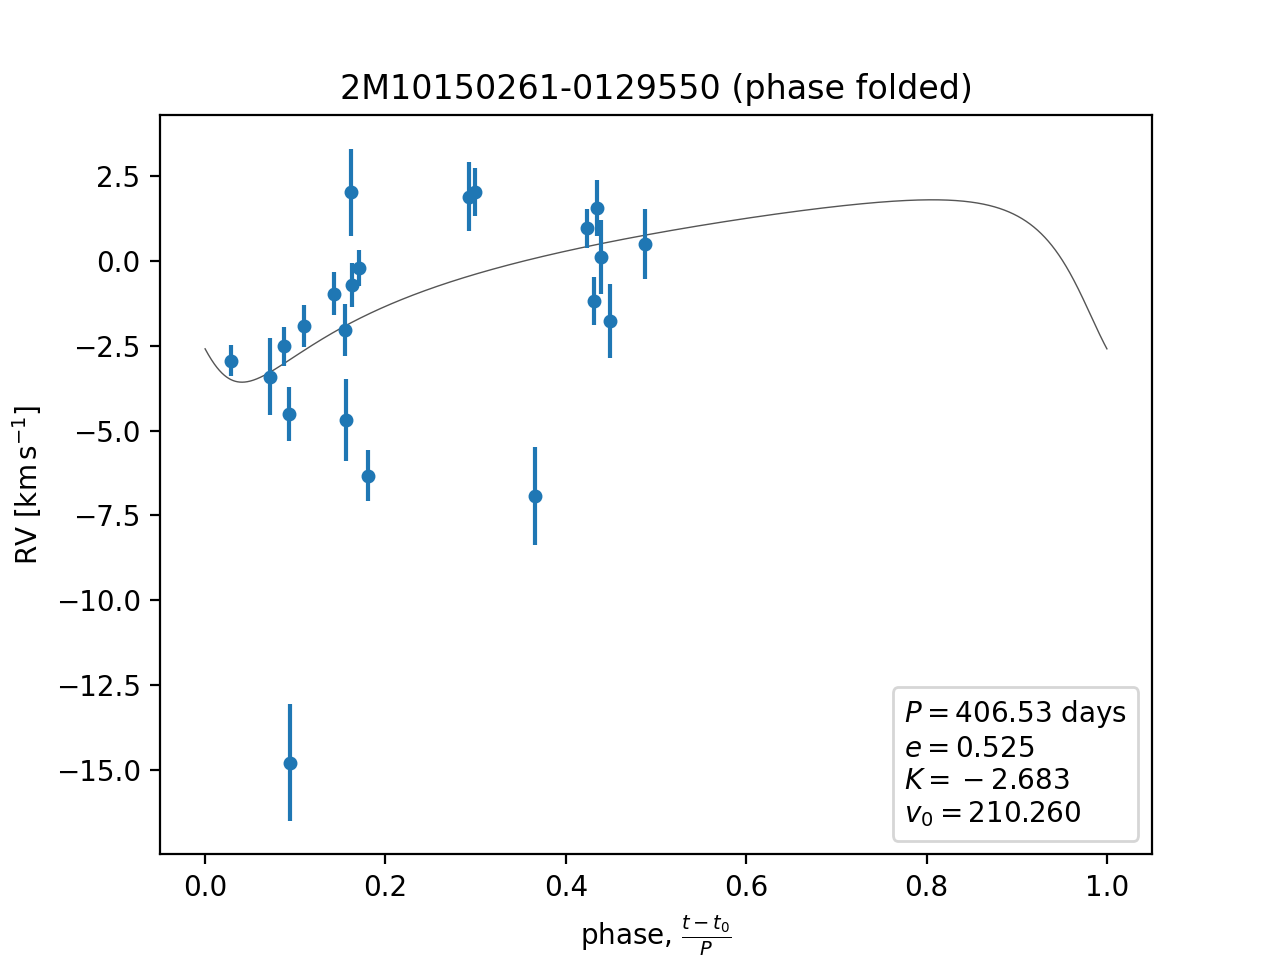 2M10150261-0129550 (phase folded)
RV [km s⁻¹]
2.5
0.0
−2.5
−5.0
−7.5
−10.0
−12.5
−15.0
P = 406.53 days
e = 0.525
K = −2.683
v₀ = 210.260
0.0 0.2 0.4 0.6 0.8 1.0
phase, (t − t₀)/P